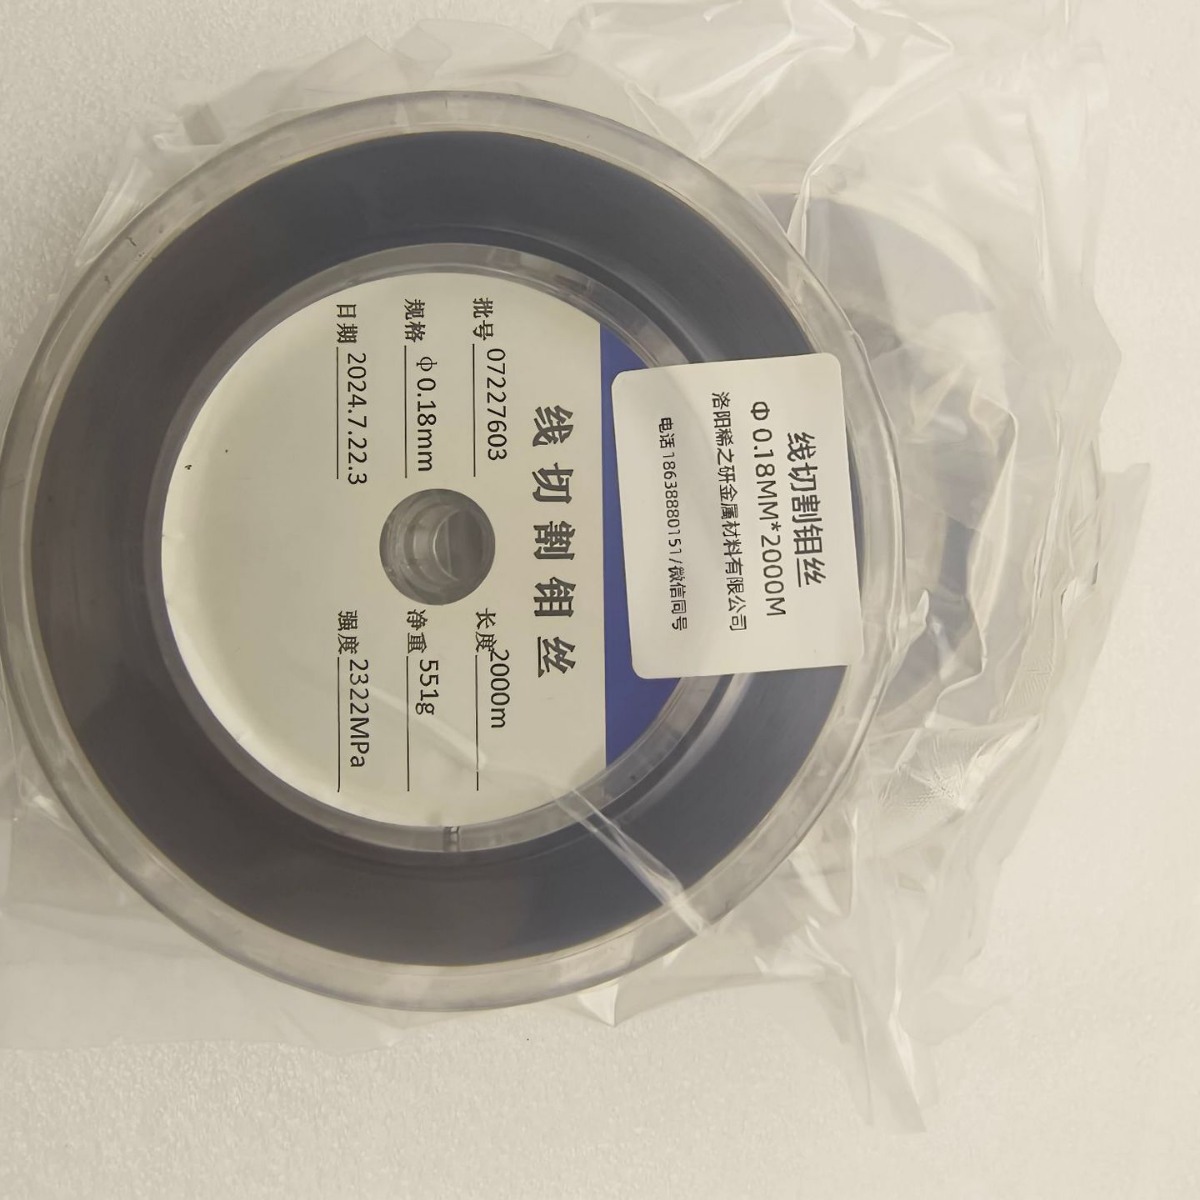 线切割钼丝
Φ0.18MM*2000M
洛阳稀之研金属材料有限公司
电话18638880151/微信同号
线切割钼丝
批号 07227603 长度 2000m
规格 φ0.18mm 净重 551g
日期 2024.7.22.3 强度 2322MPa